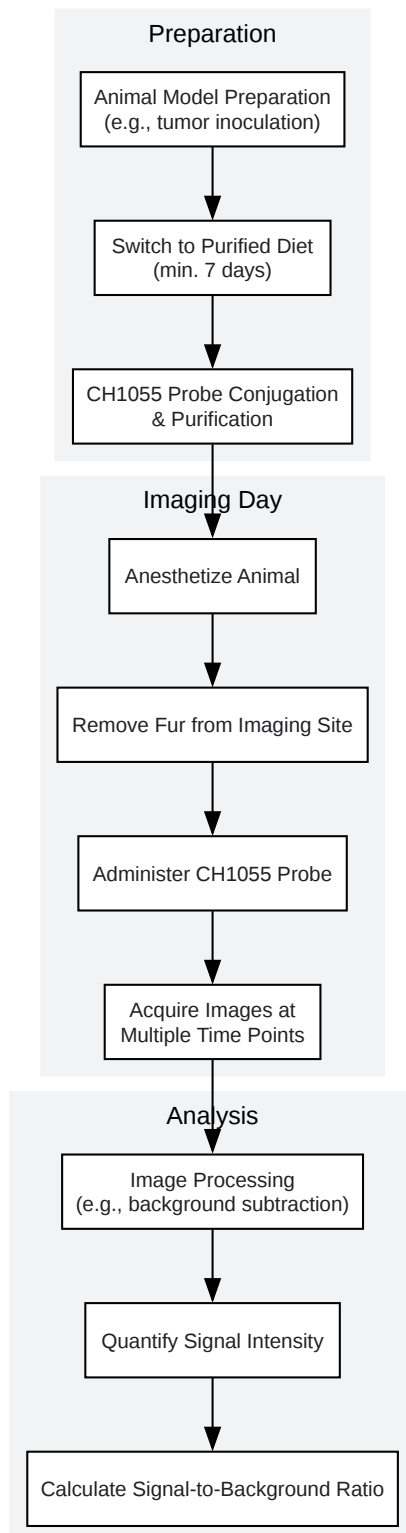 Preparation
Animal Model Preparation
(e.g., tumor inoculation)
Switch to Purified Diet
(min. 7 days)
CH1055 Probe Conjugation
& Purification
Imaging Day
Anesthetize Animal
Remove Fur from Imaging Site
Administer CH1055 Probe
Acquire Images at
Multiple Time Points
Analysis
Image Processing
(e.g., background subtraction)
Quantify Signal Intensity
Calculate Signal-to-Background Ratio